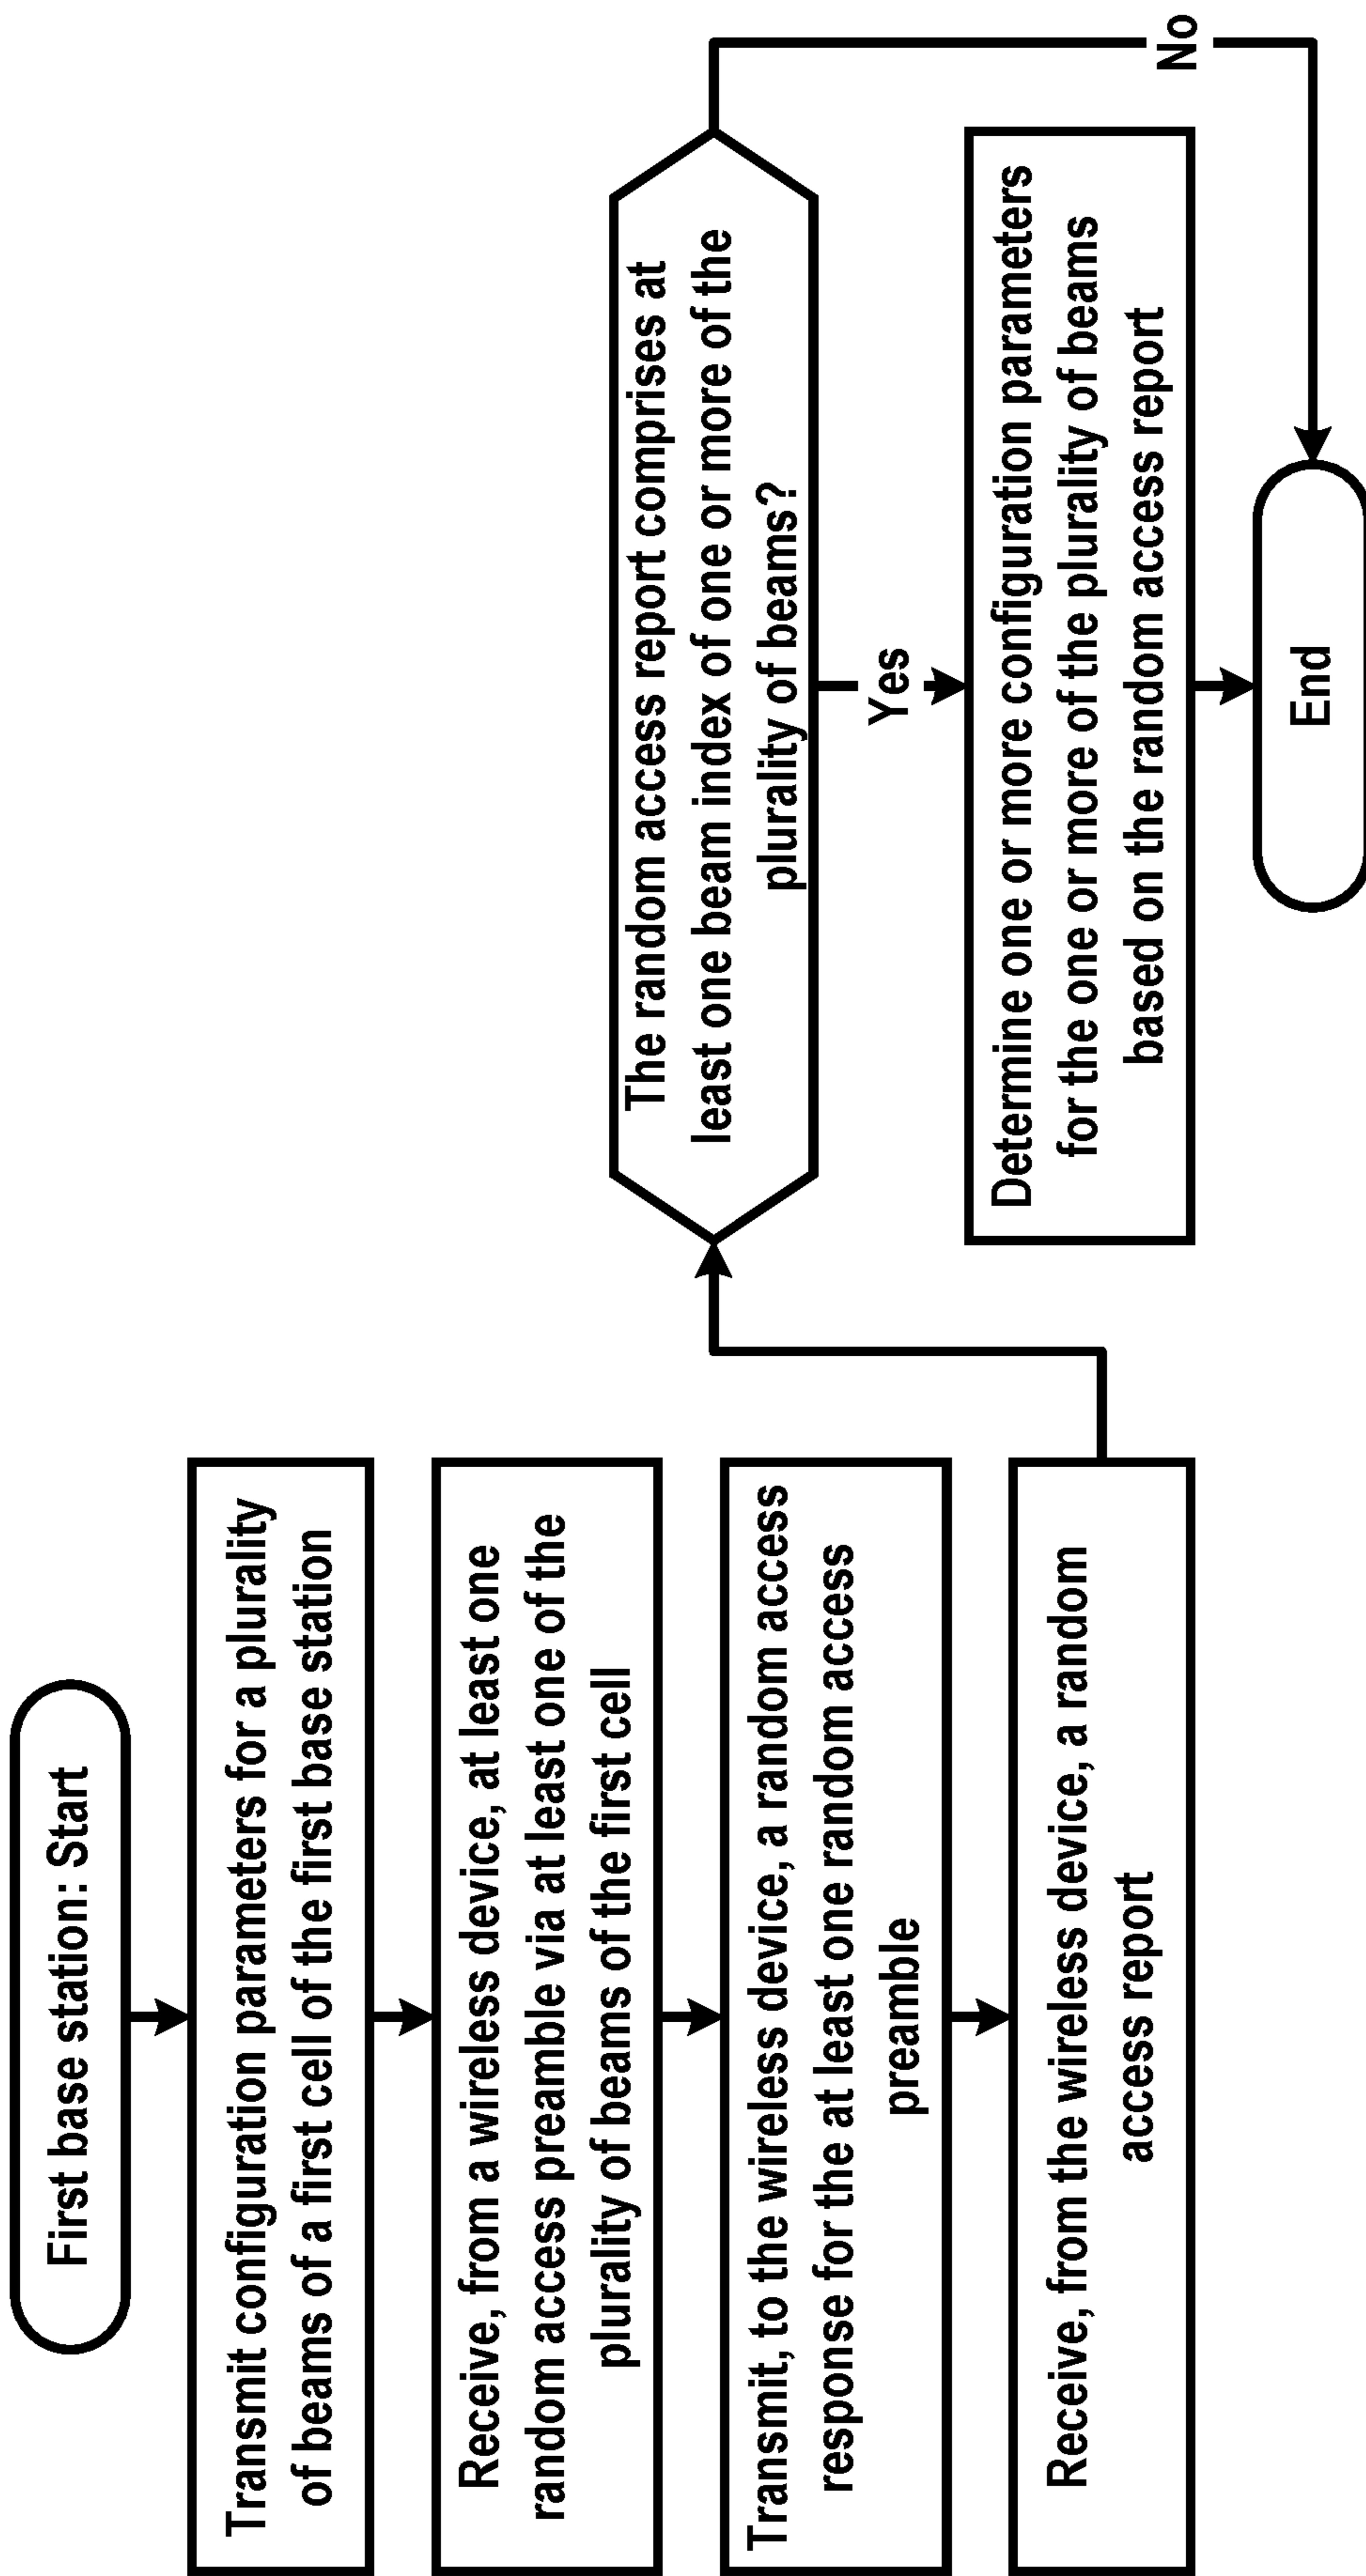 First base station: Start
Transmit configuration parameters for a plurality
of beams of a first cell of the first base station
Receive, from a wireless device, at least one
random access preamble via at least one of the
plurality of beams of the first cell
Transmit, to the wireless device, a random access
response for the at least one random access
preamble
Receive, from the wireless device, a random
access report
The random access report comprises at
least one beam index of one or more of the
plurality of beams?
Yes
No
Determine one or more configuration parameters
for the one or more of the plurality of beams
based on the random access report
End